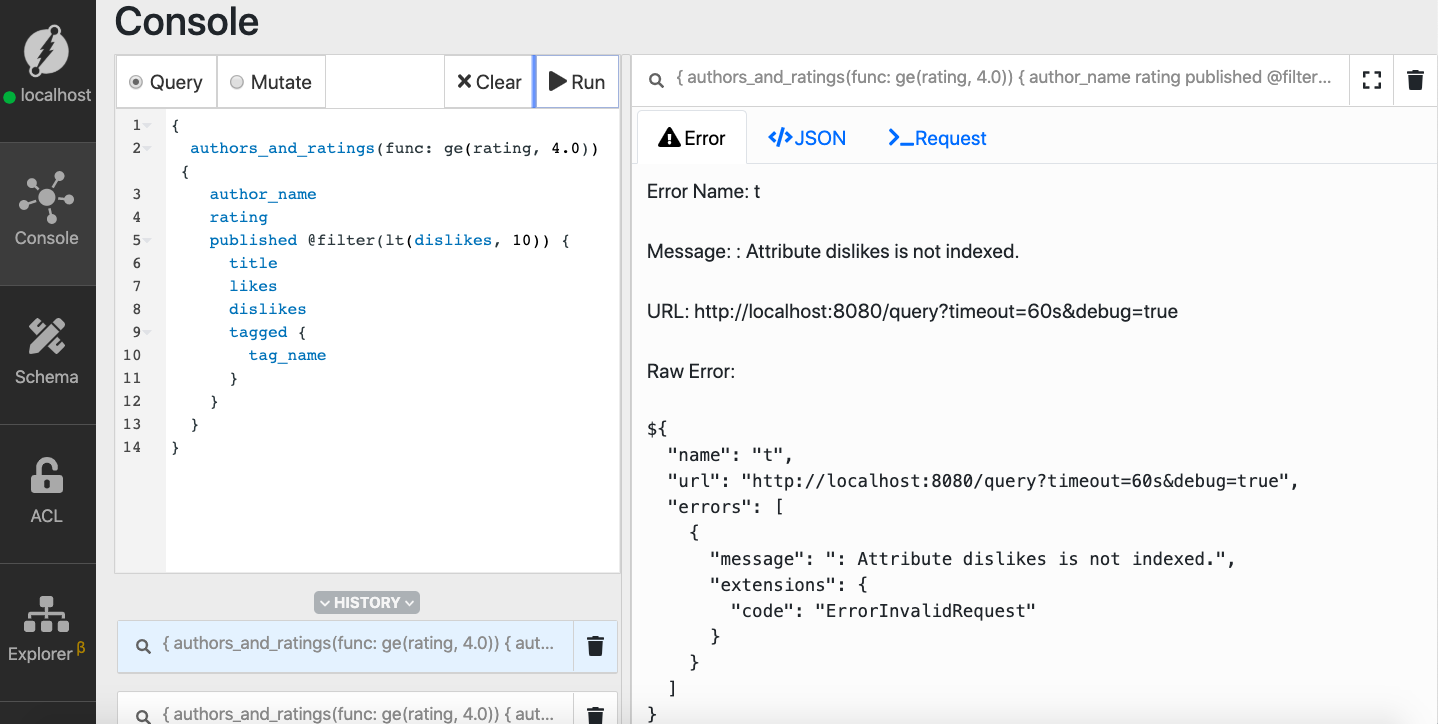 Console
localhost
Console
Schema
ACL
Explorer β
Query
Mutate
Clear
Run
1 {
2 authors_and_ratings(func: ge(rating, 4.0))
{
3 author_name
4 rating
5 published @filter(lt(dislikes, 10)) {
6 title
7 likes
8 dislikes
9 tagged {
10 tag_name
11 }
12 }
13 }
14 }
HISTORY
{ authors_and_ratings(func: ge(rating, 4.0)) { aut...
{ authors_and_ratings(func: ge(rating, 4.0)) { aut...
{ authors_and_ratings(func: ge(rating, 4.0)) { author_name rating published @filter...
Error
</>JSON
>_Request
Error Name: t
Message: : Attribute dislikes is not indexed.
URL: http://localhost:8080/query?timeout=60s&debug=true
Raw Error:
${
"name": "t",
"url": "http://localhost:8080/query?timeout=60s&debug=true",
"errors": [
{
"message": ": Attribute dislikes is not indexed.",
"extensions": {
"code": "ErrorInvalidRequest"
}
}
]
}